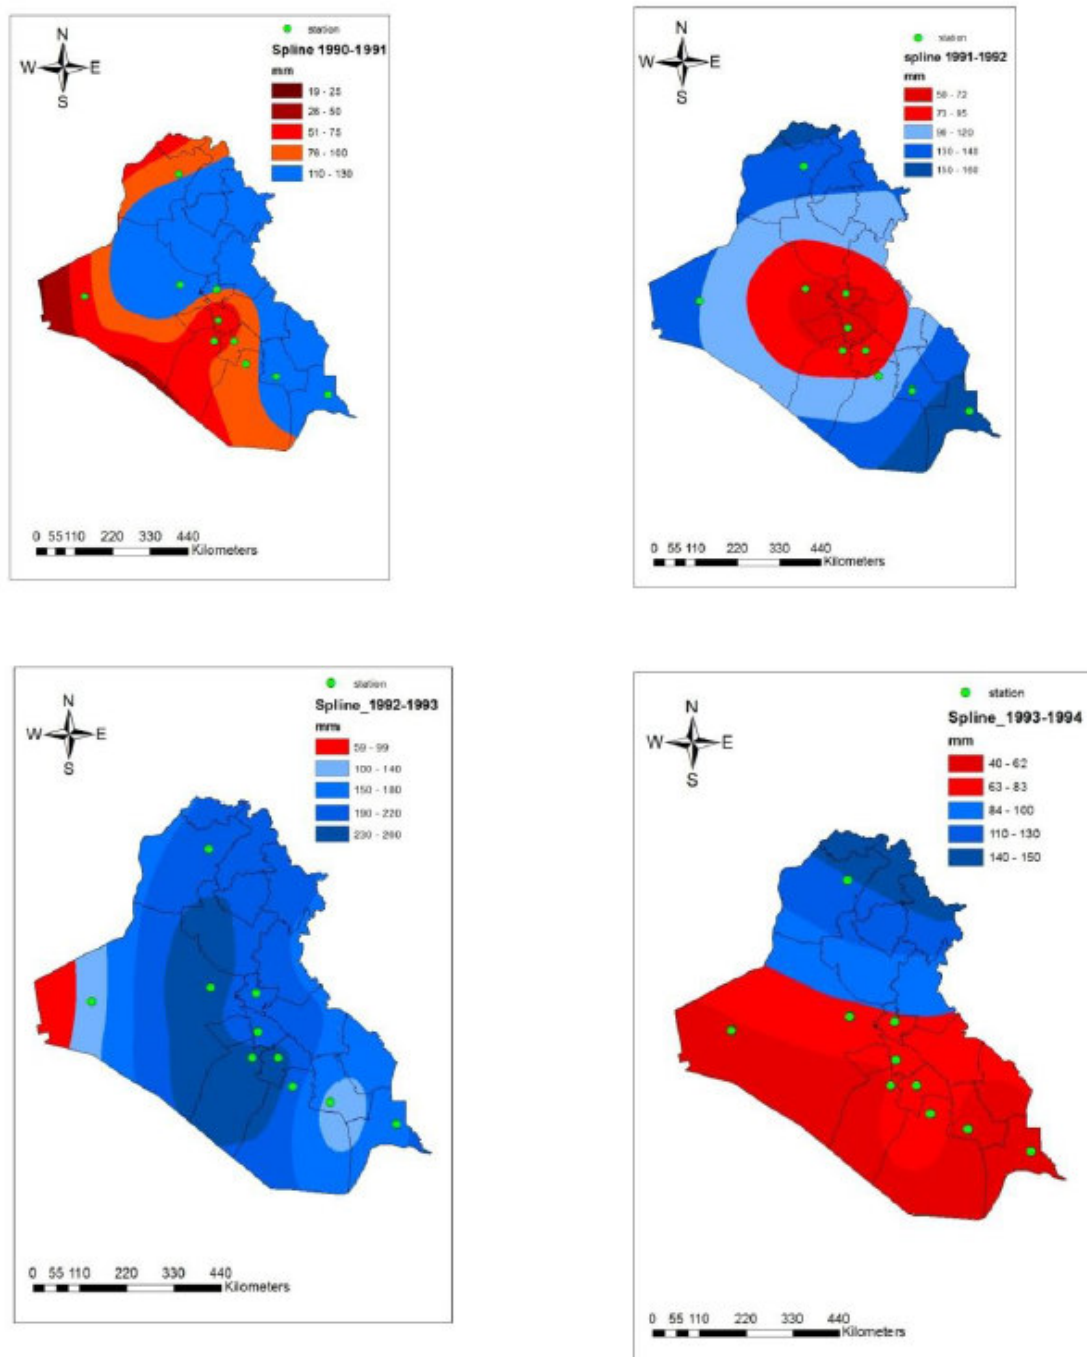 station
Spline 1990-1991
mm
19 - 25
26 - 50
51 - 75
76 - 100
110 - 130
N
W E
S
0 55 110 220 330 440
Kilometers
station
spline 1991-1992
mm
58 - 72
73 - 95
96 - 120
130 - 140
150 - 160
N
W E
S
0 55 110 220 330 440
Kilometers
station
Spline_1992-1993
mm
59 - 99
100 - 140
150 - 180
190 - 220
230 - 260
N
W E
S
0 55 110 220 330 440
Kilometers
station
Spline_1993-1994
mm
40 - 62
63 - 83
84 - 100
110 - 130
140 - 150
N
W E
S
0 55 110 220 330 440
Kilometers